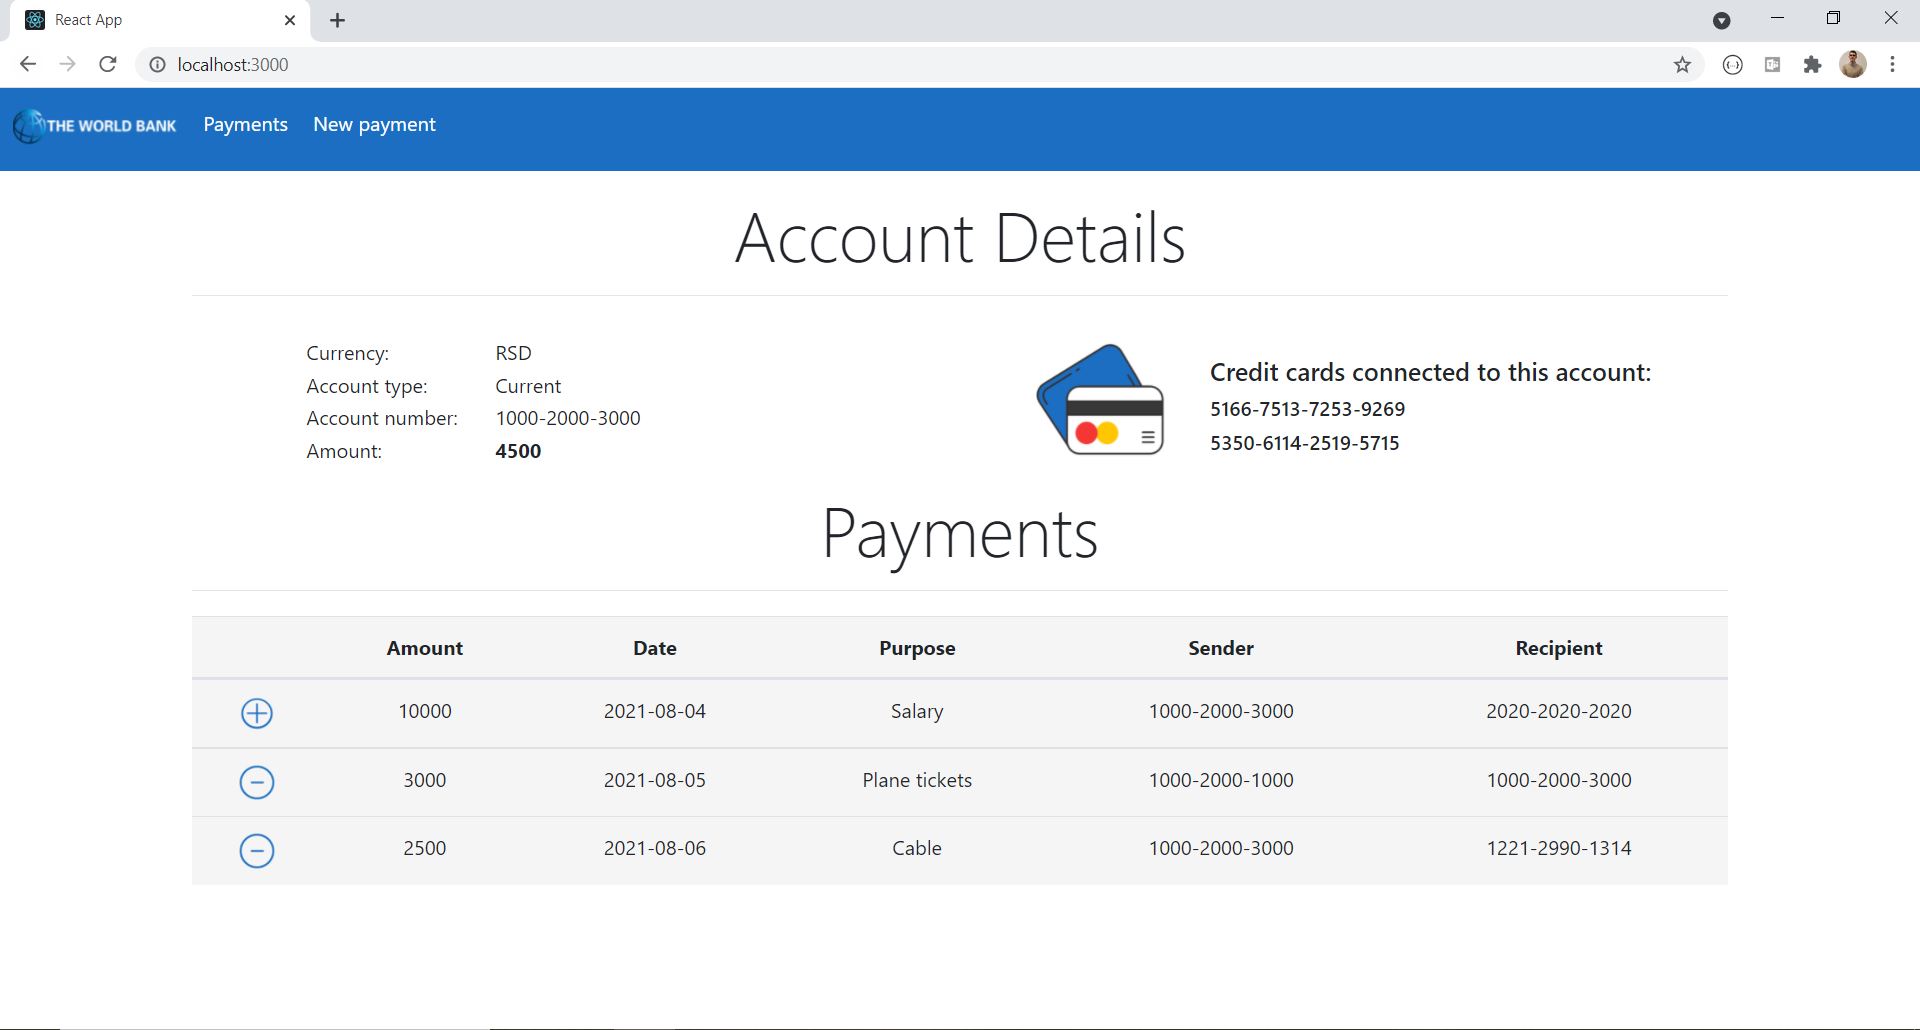 React App
localhost:3000
THE WORLD BANK Payments New payment
Account Details
Currency: RSD
Account type: Current
Account number: 1000-2000-3000
Amount: 4500
Credit cards connected to this account:
5166-7513-7253-9269
5350-6114-2519-5715
Payments
Amount Date Purpose Sender Recipient
10000 2021-08-04 Salary 1000-2000-3000 2020-2020-2020
3000 2021-08-05 Plane tickets 1000-2000-1000 1000-2000-3000
2500 2021-08-06 Cable 1000-2000-3000 1221-2990-1314